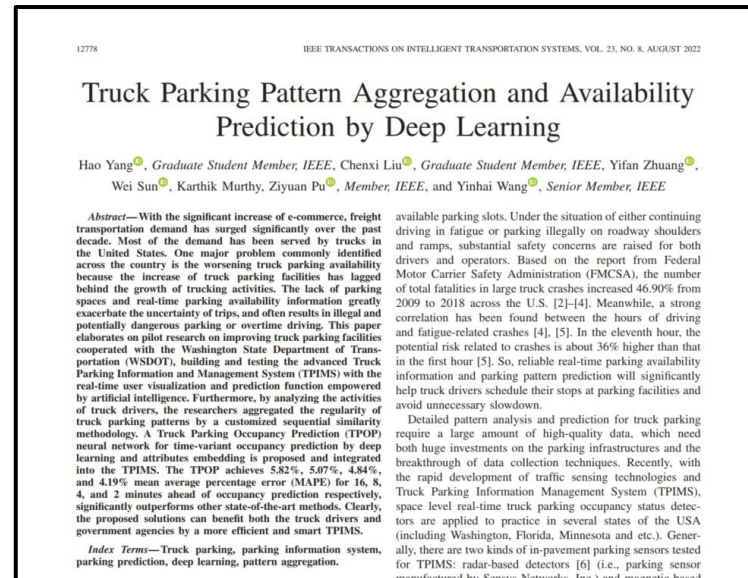 12778
IEEE TRANSACTIONS ON INTELLIGENT TRANSPORTATION SYSTEMS, VOL. 23, NO. 8, AUGUST 2022
Truck Parking Pattern Aggregation and Availability
Prediction by Deep Learning
Hao Yang, Graduate Student Member, IEEE, Chenxi Liu, Graduate Student Member, IEEE, Yifan Zhuang,
Wei Sun, Karthik Murthy, Ziyuan Pu, Member, IEEE, and Yinhai Wang, Senior Member, IEEE
Abstract—With the significant increase of e-commerce, freight
transportation demand has surged significantly over the past
decade. Most of the demand has been served by trucks in
the United States. One major problem commonly identified
across the country is the worsening truck parking availability
because the increase of truck parking facilities has lagged
behind the growth of trucking activities. The lack of parking
spaces and real-time parking availability information greatly
exacerbate the uncertainty of trips, and often results in illegal and
potentially dangerous parking or overtime driving. This paper
elaborates on pilot research on improving truck parking facilities
cooperated with the Washington State Department of Trans-
portation (WSDOT), building and testing the advanced Truck
Parking Information and Management System (TPIMS) with the
real-time user visualization and prediction function empowered
by artificial intelligence. Furthermore, by analyzing the activities
of truck drivers, the researchers aggregated the regularity of
truck parking patterns by a customized sequential similarity
methodology. A Truck Parking Occupancy Prediction (TPOP)
neural network for time-variant occupancy prediction by deep
learning and attributes embedding is proposed and integrated
into the TPIMS. The TPOP achieves 5.82%, 5.07%, 4.84%,
and 4.19% mean average percentage error (MAPE) for 16, 8,
4, and 2 minutes ahead of occupancy prediction respectively,
significantly outperforms other state-of-the-art methods. Clearly,
the proposed solutions can benefit both the truck drivers and
government agencies by a more efficient and smart TPIMS.
Index Terms—Truck parking, parking information system,
parking prediction, deep learning, pattern aggregation.
available parking slots. Under the situation of either continuing
driving in fatigue or parking illegally on roadway shoulders
and ramps, substantial safety concerns are raised for both
drivers and operators. Based on the report from Federal
Motor Carrier Safety Administration (FMCSA), the number
of total fatalities in large truck crashes increased 46.90% from
2009 to 2018 across the U.S. [2]–[4]. Meanwhile, a strong
correlation has been found between the hours of driving
and fatigue-related crashes [4], [5]. In the eleventh hour, the
potential risk related to crashes is about 36% higher than that
in the first hour [5]. So, reliable real-time parking availability
information and parking pattern prediction will significantly
help truck drivers schedule their stops at parking facilities and
avoid unnecessary slowdown.
Detailed pattern analysis and prediction for truck parking
require a large amount of high-quality data, which need
both huge investments on the parking infrastructures and the
breakthrough of data collection techniques. Recently, with
the rapid development of traffic sensing technologies and
Truck Parking Information Management System (TPIMS),
space level real-time truck parking occupancy status detec-
tors are applied to practice in several states of the USA
(including Washington, Florida, Minnesota and etc.). Gener-
ally, there are two kinds of in-pavement parking sensors tested
for TPIMS: radar-based detectors [6] (i.e., parking sensor
manufactured by Sensys Networks, Inc.) and magnetic-based